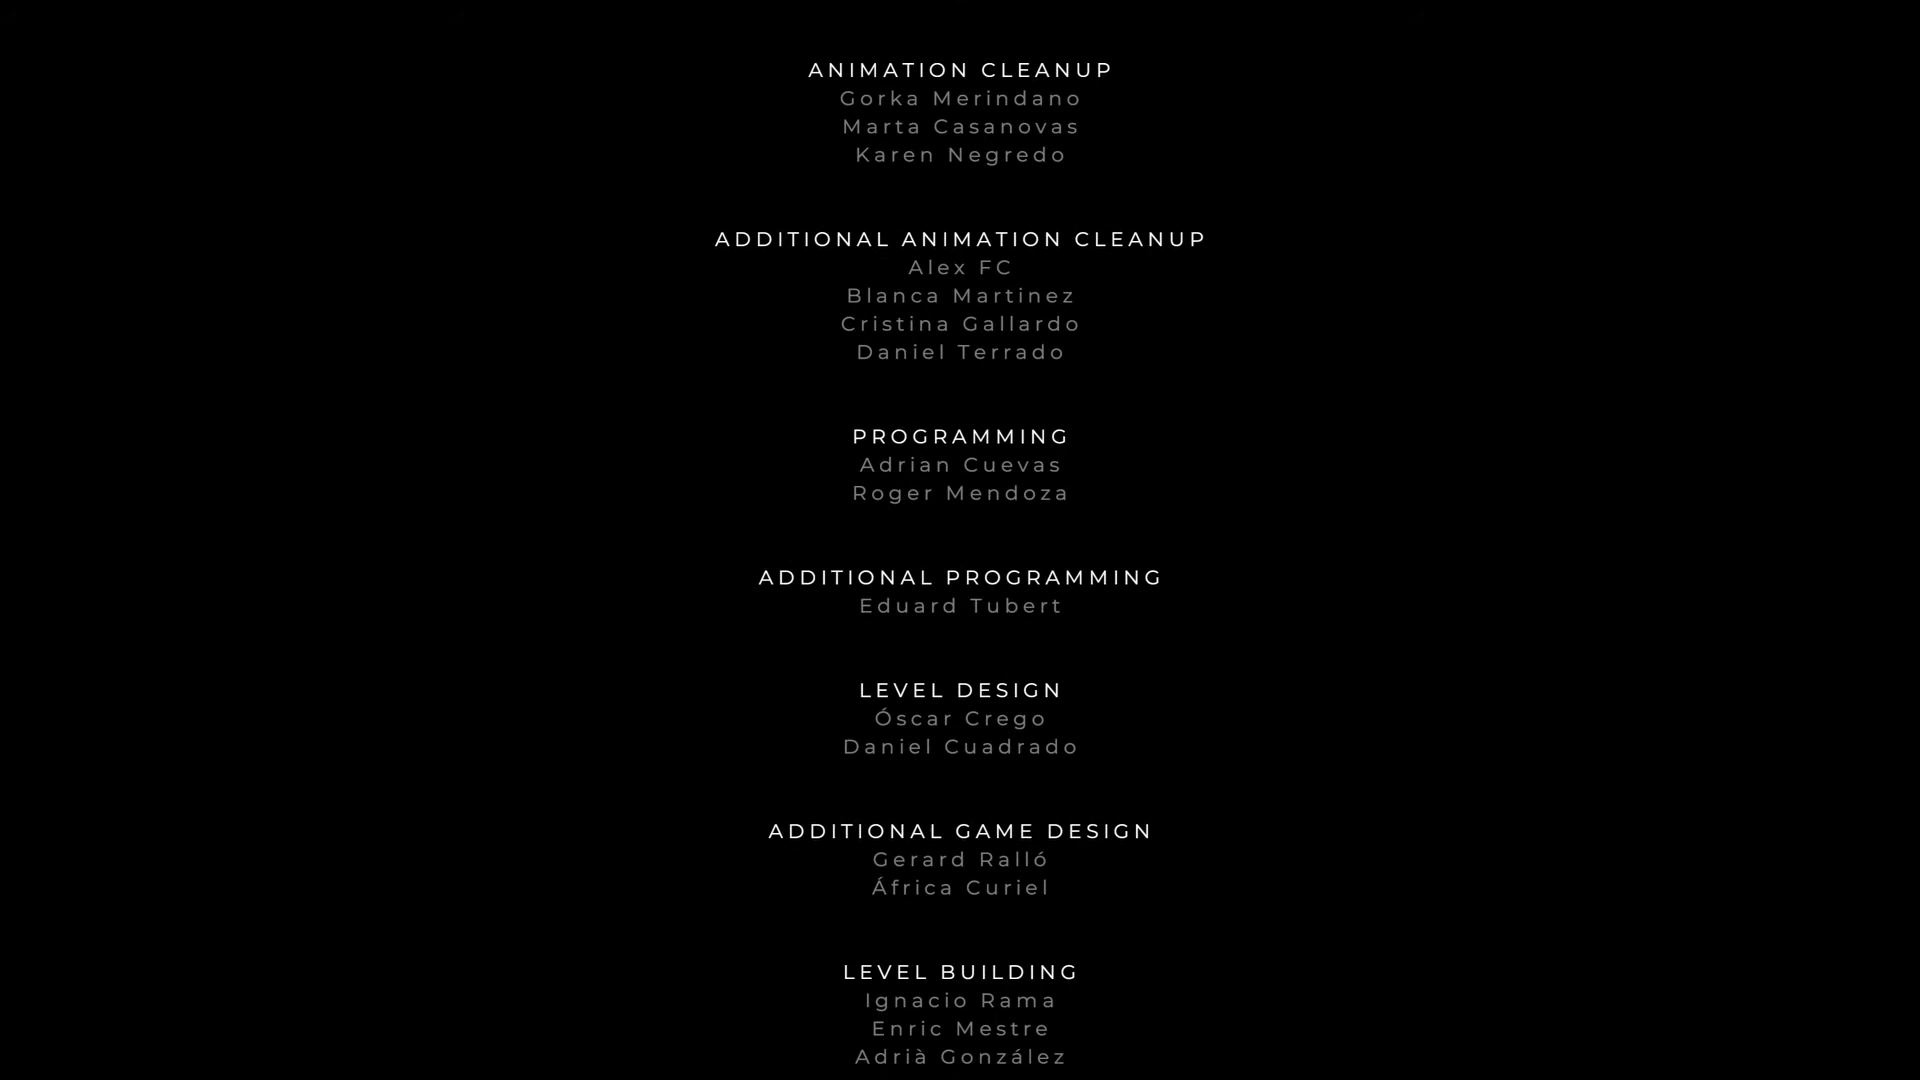 ANIMATION CLEANUP
Gorka Merindano
Marta Casanovas
Karen Negredo
ADDITIONAL ANIMATION CLEANUP
Alex FC
Blanca Martinez
Cristina Gallardo
Daniel Terrado
PROGRAMMING
Adrian Cuevas
Roger Mendoza
ADDITIONAL PROGRAMMING
Eduard Tubert
LEVEL DESIGN
Óscar Crego
Daniel Cuadrado
ADDITIONAL GAME DESIGN
Gerard Ralló
África Curiel
LEVEL BUILDING
Ignacio Rama
Enric Mestre
Adrià González